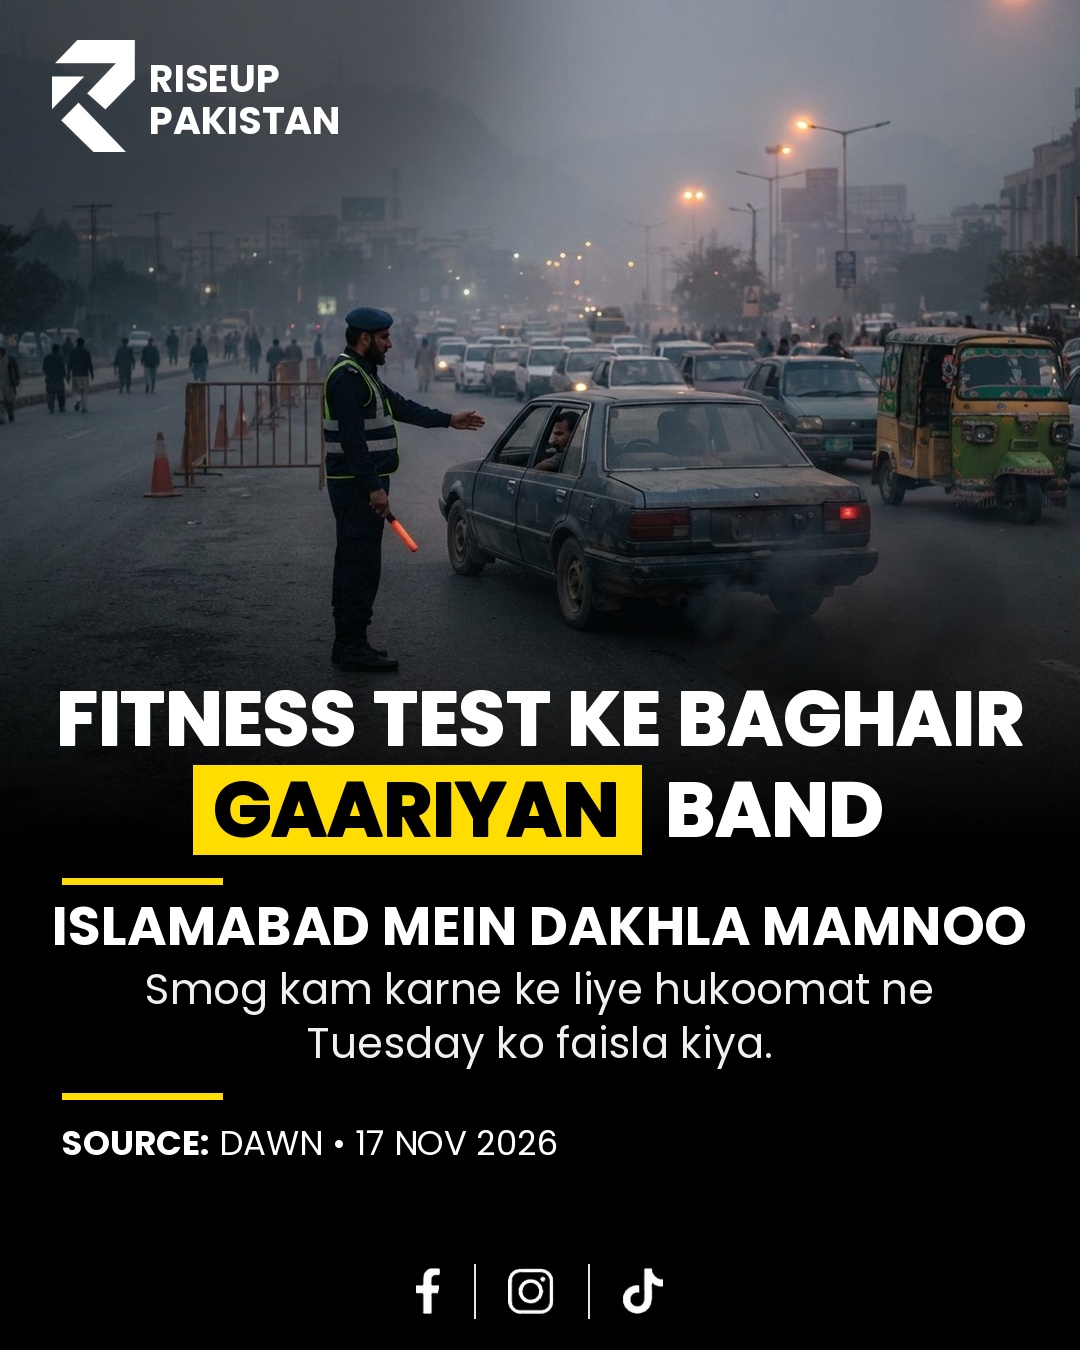 RISEUP
PAKISTAN
FITNESS TEST KE BAGHAIR
GAARIYAN BAND
ISLAMABAD MEIN DAKHLA MAMNOO
Smog kam karne ke liye hukoomat ne
Tuesday ko faisla kiya.
SOURCE: DAWN • 17 NOV 2026